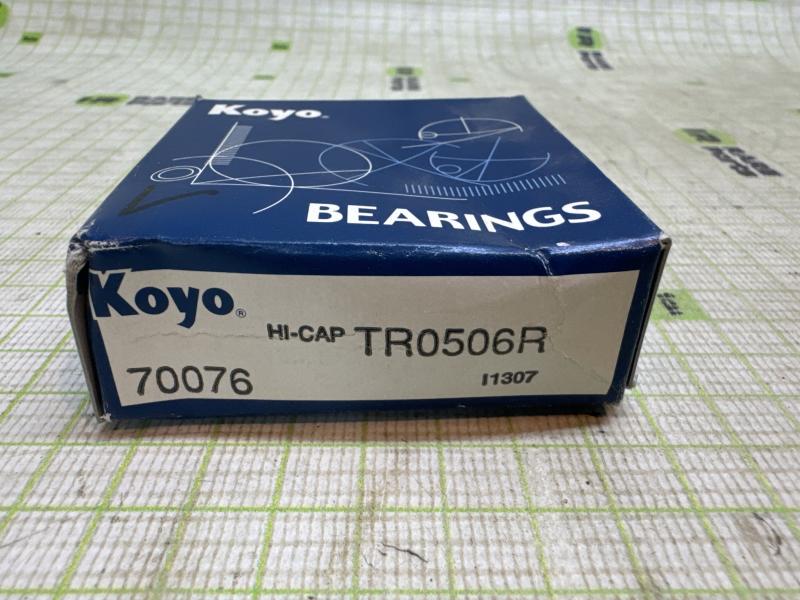 Koyo®
BEARINGS
Koyo®
HI-CAP TR0506R
70076
I1307